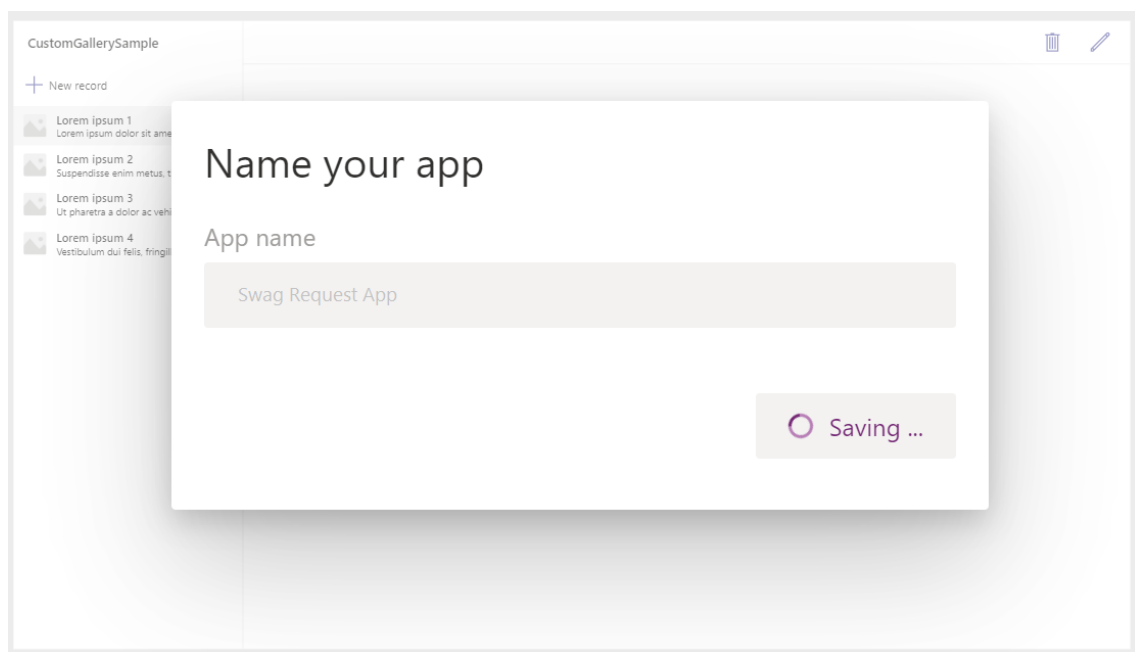 CustomGallerySample
New record
Lorem ipsum 1
Lorem ipsum dolor sit ame
Lorem ipsum 2
Suspendisse enim metus, t
Lorem ipsum 3
Ut pharetra a dolor ac vehi
Lorem ipsum 4
Vestibulum dui felis, fringil
Name your app
App name
Swag Request App
Saving ...